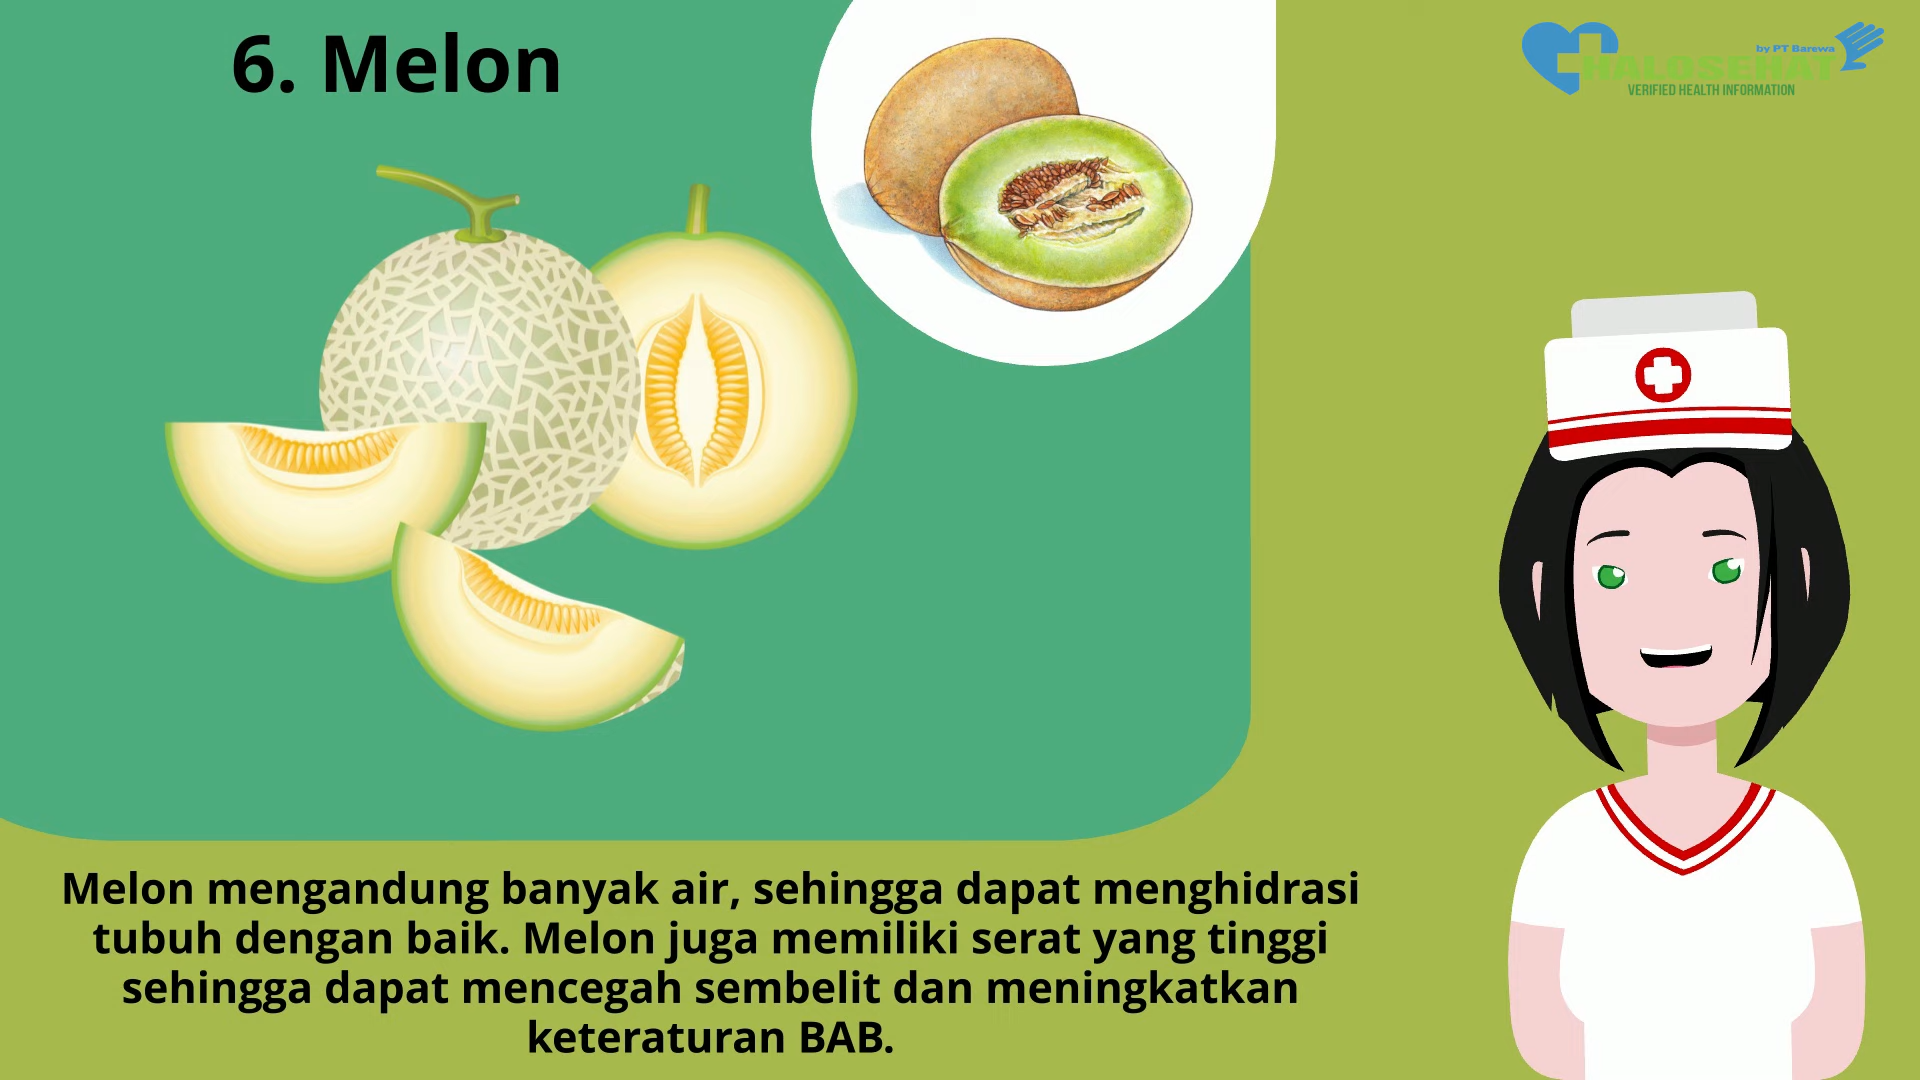 6. Melon
by PT Barewa
HALOSEHAT
VERIFIED HEALTH INFORMATION
Melon mengandung banyak air, sehingga dapat menghidrasi
tubuh dengan baik. Melon juga memiliki serat yang tinggi
sehingga dapat mencegah sembelit dan meningkatkan
keteraturan BAB.